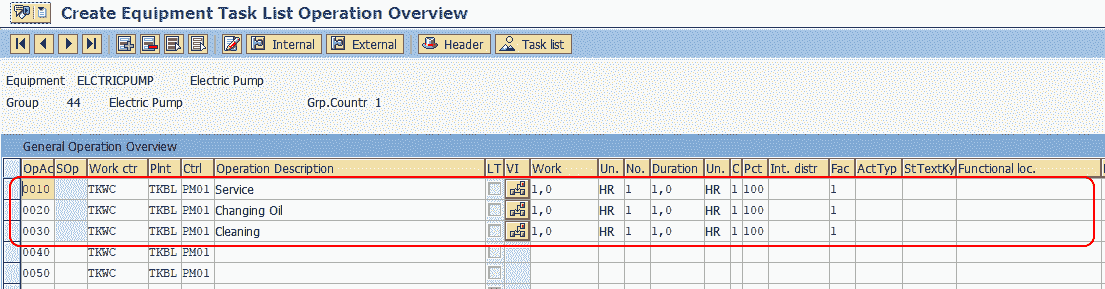 Create Equipment Task List Operation Overview
Internal External Header Task list
Equipment ELCTRICPUMP Electric Pump
Group 44 Electric Pump Grp.Countr 1
General Operation Overview
OpAc SOp Work ctr Plnt Ctrl Operation Description LT VI Work Un. No. Duration Un. C Pct Int. distr Fac ActTyp StTextKy Functional loc.
0010 TKWC TKBL PM01 Service 1,0 HR 1 1,0 HR 1 100 1
0020 TKWC TKBL PM01 Changing Oil 1,0 HR 1 1,0 HR 1 100 1
0030 TKWC TKBL PM01 Cleaning 1,0 HR 1 1,0 HR 1 100 1
0040 TKWC TKBL PM01
0050 TKWC TKBL PM01